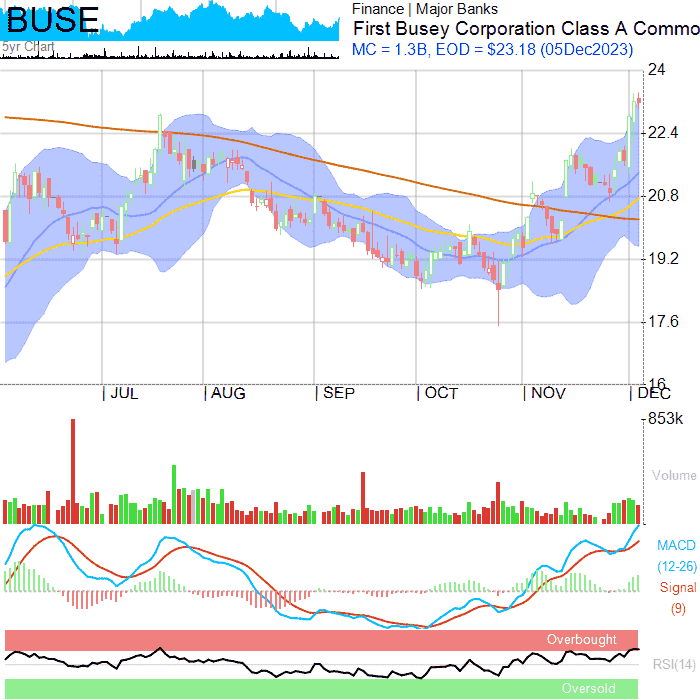 BUSE
5yr Chart
Finance | Major Banks
First Busey Corporation Class A Commo
MC = 1.3B, EOD = $23.18 (05Dec2023)
24
22.4
20.8
19.2
17.6
16
JUL AUG SEP OCT NOV DEC
853k
Volume
MACD
(12-26)
Signal
(9)
Overbought
RSI(14)
Oversold